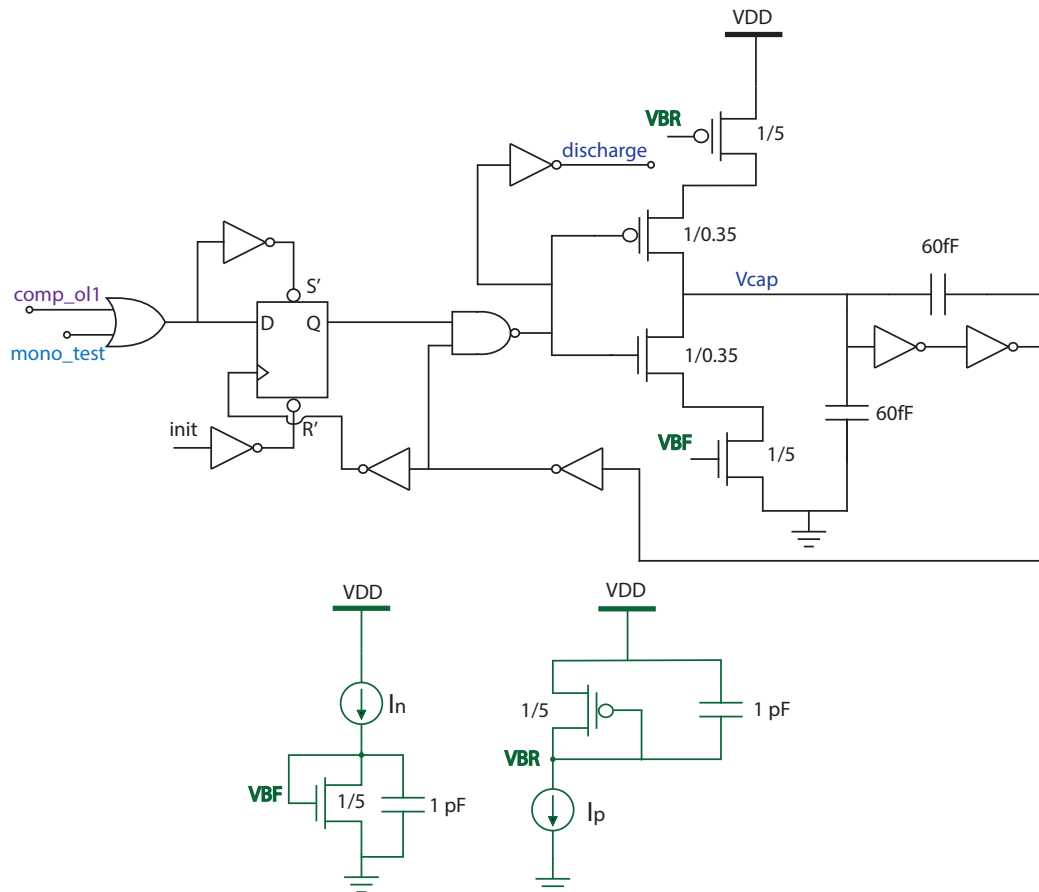 VDD
VBR
1/5
discharge
1/0.35
60fF
S'
Vcap
comp_ol1
D
Q
mono_test
1/0.35
60fF
init
R'
VBF
1/5
VDD
VDD
In
1/5
1 pF
VBR
VBF
1/5
1 pF
Ip